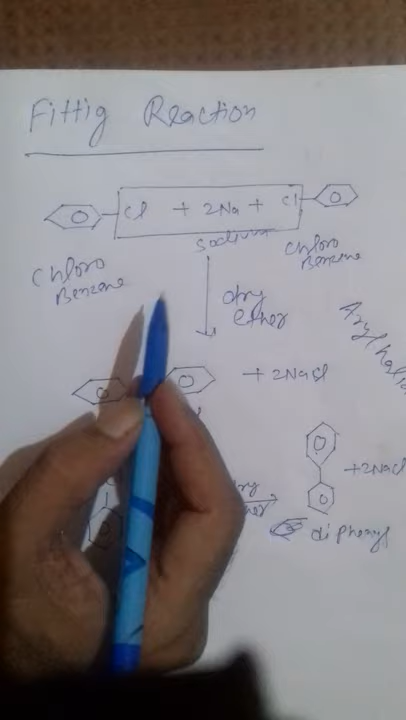 Fittig Reaction
Cl + 2Na + Cl
Sodium
Chloro
Benzene
Chloro
Benzene
dry
ether
+ 2NaCl
+ 2NaCl
diphenyl